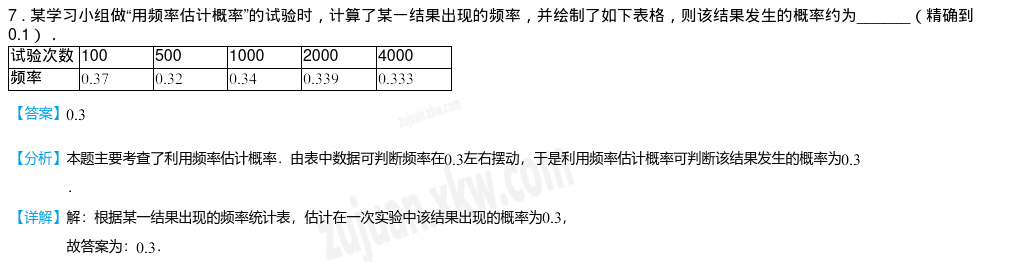 7．某学习小组做“用频率估计概率”的试验时，计算了某一结果出现的频率，并绘制了如下表格，则该结果发生的概率约为______（精确到
0.1）．
试验次数 100 500 1000 2000 4000
频率 0.37 0.32 0.34 0.339 0.333
【答案】0.3
【分析】本题主要考查了利用频率估计概率．由表中数据可判断频率在0.3左右摆动，于是利用频率估计概率可判断该结果发生的概率为0.3
．
【详解】解：根据某一结果出现的频率统计表，估计在一次实验中该结果出现的概率为0.3，
故答案为：0.3．
zujuan.xkw.com
zujuan.xkw.com